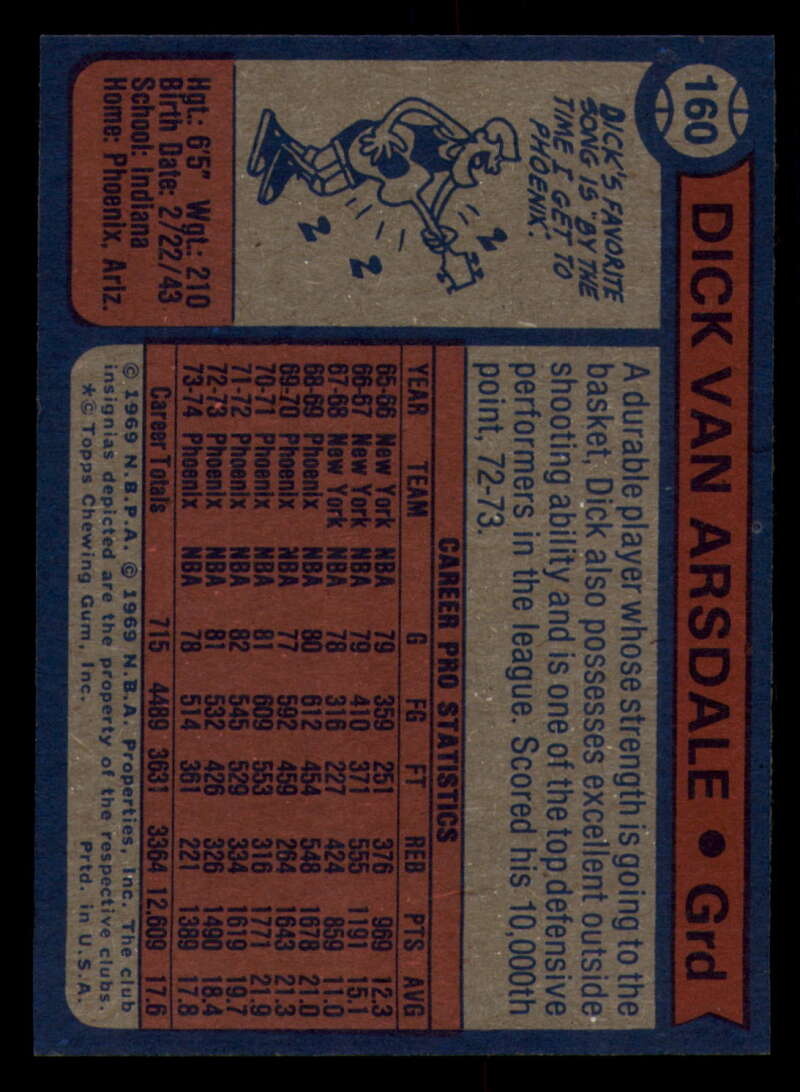 160
DICK VAN ARSDALE • Grd
DICK'S FAVORITE
SONG IS "BY THE
TIME I GET TO
PHOENIX".
Hgt.: 6'5" Wgt.: 210
Birth Date: 2/22/43
School: Indiana
Home: Phoenix, Ariz.
A durable player whose strength is going to the
basket, Dick also possesses excellent outside
shooting ability and is one of the top defensive
performers in the league. Scored his 10,000th
point, 72-73.
CAREER PRO STATISTICS
YEAR TEAM G FG FT REB PTS AVG
65-66 New York NBA 79 359 251 376 969 12.3
66-67 New York NBA 79 410 371 555 1191 15.1
67-68 New York NBA 78 316 227 424 859 11.0
68-69 Phoenix NBA 80 612 454 548 1678 21.0
69-70 Phoenix NBA 77 592 459 264 1643 21.3
70-71 Phoenix NBA 81 609 553 316 1771 21.9
71-72 Phoenix NBA 82 545 529 334 1619 19.7
72-73 Phoenix NBA 81 532 426 326 1490 18.4
73-74 Phoenix NBA 78 514 361 221 1389 17.8
Career Totals 715 4489 3631 3364 12,609 17.6
© 1969 N.B.P.A. © 1969 N.B.A. Properties, Inc. The club
insignias depicted are the property of the respective clubs.
*© Topps Chewing Gum, Inc. Prtd. in U.S.A.